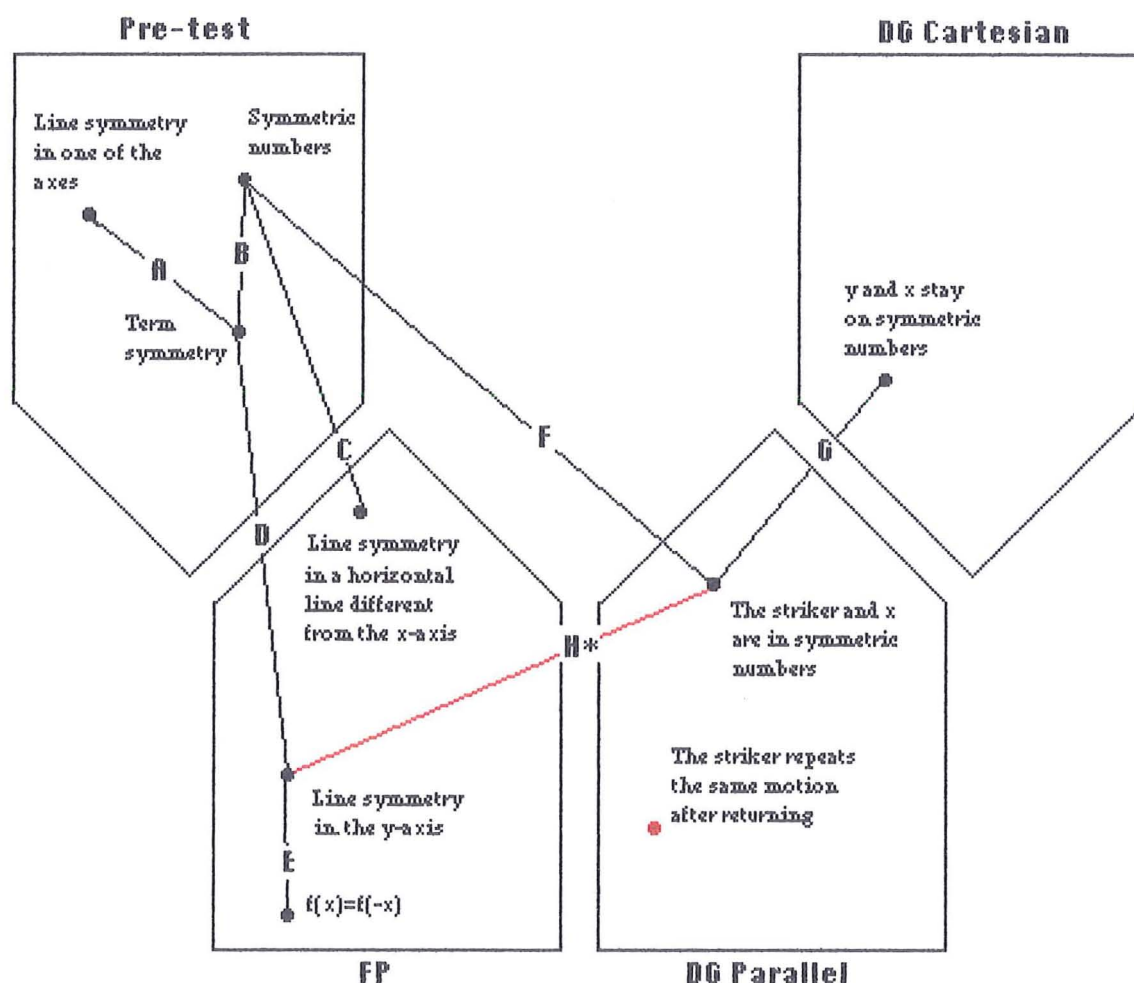 Pre-test
DG Cartesian
Line symmetry
in one of the
axes
Symmetric
numbers
A
B
Term
symmetry
y and x stay
on symmetric
numbers
F
C
G
D
Line symmetry
in a horizontal
line different
from the x-axis
The striker and x
are in symmetric
numbers
H*
The striker repeats
the same motion
after returning
Line symmetry
in the y-axis
E
f(x)=f(-x)
FP
DG Parallel